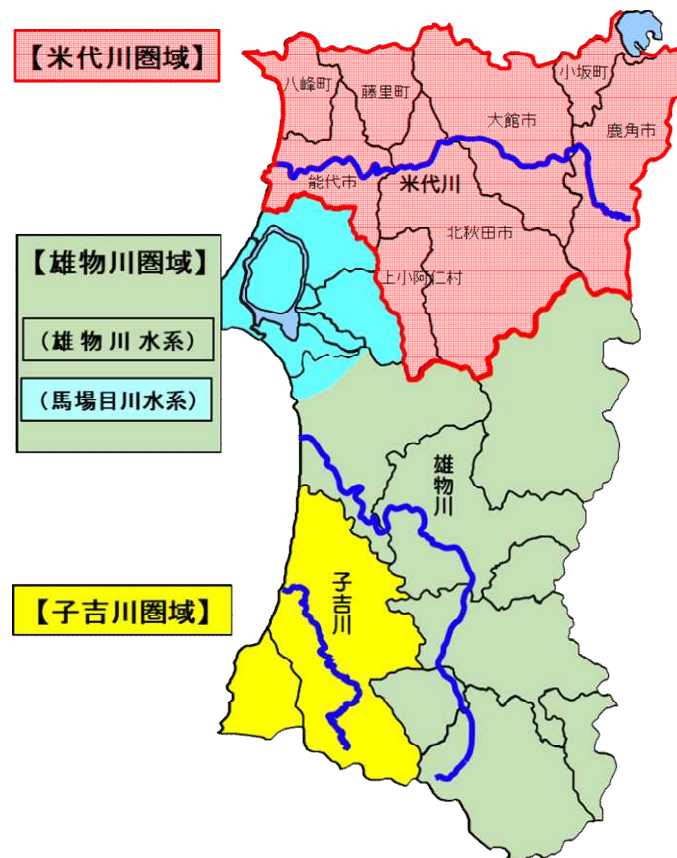 【米代川圏域】
小坂町
八峰町
藤里町
大館市
鹿角市
能代市
米代川
北秋田市
上小阿仁村
【雄物川圏域】
(雄物川水系)
(馬場目川水系)
雄物川
子吉川
【子吉川圏域】